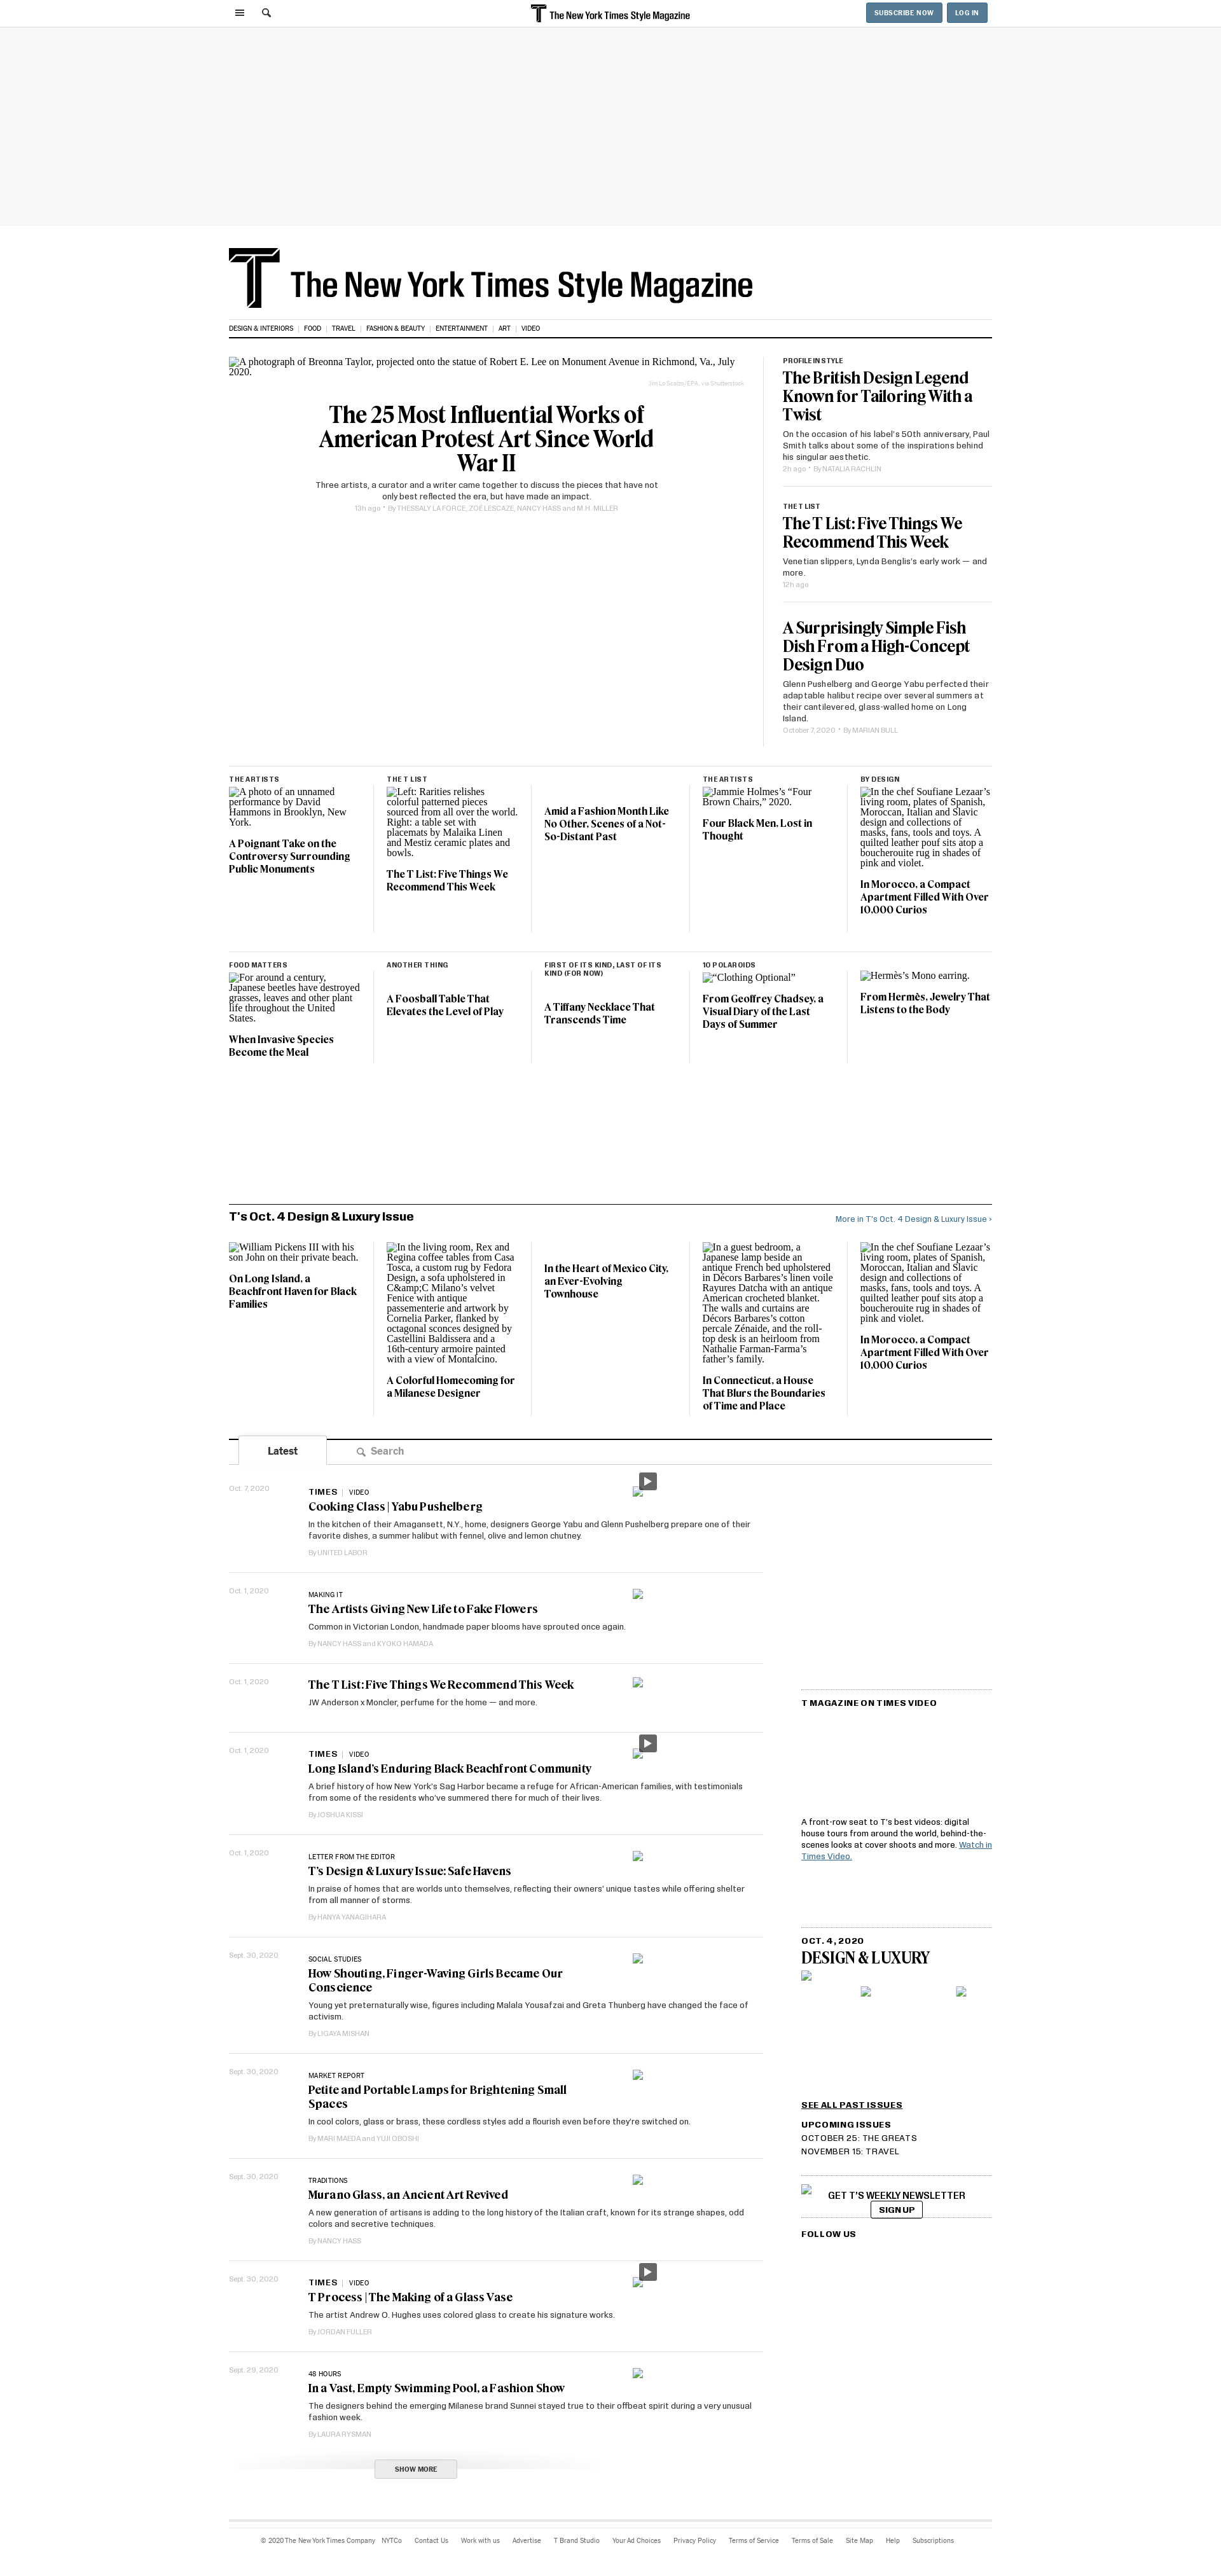 The New York Times Style Magazine
SUBSCRIBE NOW
LOG IN
The New York Times Style Magazine
DESIGN & INTERIORS
FOOD
TRAVEL
FASHION & BEAUTY
ENTERTAINMENT
ART
VIDEO
A photograph of Breonna Taylor, projected onto the statue of Robert E. Lee on Monument Avenue in Richmond, Va., July
2020.
Jim Lo Scalzo/EPA, via Shutterstock
The 25 Most Influential Works of
American Protest Art Since World
War II
Three artists, a curator and a writer came together to discuss the pieces that have not
only best reflected the era, but have made an impact.
13h ago • By THESSALY LA FORCE, ZOË LESCAZE, NANCY HASS and M.H. MILLER
PROFILE IN STYLE
The British Design Legend
Known for Tailoring With a
Twist
On the occasion of his label's 50th anniversary, Paul
Smith talks about some of the inspirations behind
his singular aesthetic.
2h ago • By NATALIA RACHLIN
THE T LIST
The T List: Five Things We
Recommend This Week
Venetian slippers, Lynda Benglis's early work — and
more.
12h ago
A Surprisingly Simple Fish
Dish From a High-Concept
Design Duo
Glenn Pushelberg and George Yabu perfected their
adaptable halibut recipe over several summers at
their cantilevered, glass-walled home on Long
Island.
October 7, 2020 • By MARIAN BULL
THE ARTISTS
A photo of an unnamed
performance by David
Hammons in Brooklyn, New
York.
A Poignant Take on the
Controversy Surrounding
Public Monuments
THE T LIST
Left: Rarities relishes
colorful patterned pieces
sourced from all over the world.
Right: a table set with
placemats by Malaika Linen
and Mestiz ceramic plates and
bowls.
The T List: Five Things We
Recommend This Week
Amid a Fashion Month Like
No Other, Scenes of a Not-
So-Distant Past
THE ARTISTS
Jammie Holmes's “Four
Brown Chairs,” 2020.
Four Black Men, Lost in
Thought
BY DESIGN
In the chef Soufiane Lezaar's
living room, plates of Spanish,
Moroccan, Italian and Slavic
design and collections of
masks, fans, tools and toys. A
quilted leather pouf sits atop a
boucherouite rug in shades of
pink and violet.
In Morocco, a Compact
Apartment Filled With Over
10,000 Curios
FOOD MATTERS
For around a century,
Japanese beetles have destroyed
grasses, leaves and other plant
life throughout the United
States.
When Invasive Species
Become the Meal
ANOTHER THING
A Foosball Table That
Elevates the Level of Play
FIRST OF ITS KIND, LAST OF ITS
KIND (FOR NOW)
A Tiffany Necklace That
Transcends Time
10 POLAROIDS
“Clothing Optional”
From Geoffrey Chadsey, a
Visual Diary of the Last
Days of Summer
Hermès's Mono earring.
From Hermès, Jewelry That
Listens to the Body
T's Oct. 4 Design & Luxury Issue
More in T's Oct. 4 Design & Luxury Issue ›
William Pickens III with his
son John on their private beach.
On Long Island, a
Beachfront Haven for Black
Families
In the living room, Rex and
Regina coffee tables from Casa
Tosca, a custom rug by Fedora
Design, a sofa upholstered in
C&amp;C Milano's velvet
Fenice with antique
passementerie and artwork by
Cornelia Parker, flanked by
octagonal sconces designed by
Castellini Baldissera and a
16th-century armoire painted
with a view of Montalcino.
A Colorful Homecoming for
a Milanese Designer
In the Heart of Mexico City,
an Ever-Evolving
Townhouse
In a guest bedroom, a
Japanese lamp beside an
antique French bed upholstered
in Décors Barbares's linen voile
Rayures Datcha with an antique
American crocheted blanket.
The walls and curtains are
Décors Barbares's cotton
percale Zénaide, and the roll-
top desk is an heirloom from
Nathalie Farman-Farma's
father's family.
In Connecticut, a House
That Blurs the Boundaries
of Time and Place
In the chef Soufiane Lezaar's
living room, plates of Spanish,
Moroccan, Italian and Slavic
design and collections of
masks, fans, tools and toys. A
quilted leather pouf sits atop a
boucherouite rug in shades of
pink and violet.
In Morocco, a Compact
Apartment Filled With Over
10,000 Curios
Latest
Search
Oct. 7, 2020
TIMES | VIDEO
Cooking Class | Yabu Pushelberg
In the kitchen of their Amagansett, N.Y., home, designers George Yabu and Glenn Pushelberg prepare one of their
favorite dishes, a summer halibut with fennel, olive and lemon chutney.
By UNITED LABOR
Oct. 1, 2020
MAKING IT
The Artists Giving New Life to Fake Flowers
Common in Victorian London, handmade paper blooms have sprouted once again.
By NANCY HASS and KYOKO HAMADA
Oct. 1, 2020
The T List: Five Things We Recommend This Week
JW Anderson x Moncler, perfume for the home — and more.
Oct. 1, 2020
TIMES | VIDEO
Long Island's Enduring Black Beachfront Community
A brief history of how New York's Sag Harbor became a refuge for African-American families, with testimonials
from some of the residents who've summered there for much of their lives.
By JOSHUA KISSI
Oct. 1, 2020
LETTER FROM THE EDITOR
T's Design & Luxury Issue: Safe Havens
In praise of homes that are worlds unto themselves, reflecting their owners' unique tastes while offering shelter
from all manner of storms.
By HANYA YANAGIHARA
Sept. 30, 2020
SOCIAL STUDIES
How Shouting, Finger-Waving Girls Became Our
Conscience
Young yet preternaturally wise, figures including Malala Yousafzai and Greta Thunberg have changed the face of
activism.
By LIGAYA MISHAN
Sept. 30, 2020
MARKET REPORT
Petite and Portable Lamps for Brightening Small
Spaces
In cool colors, glass or brass, these cordless styles add a flourish even before they're switched on.
By MARI MAEDA and YUJI OBOSHI
Sept. 30, 2020
TRADITIONS
Murano Glass, an Ancient Art Revived
A new generation of artisans is adding to the long history of the Italian craft, known for its strange shapes, odd
colors and secretive techniques.
By NANCY HASS
Sept. 30, 2020
TIMES | VIDEO
T Process | The Making of a Glass Vase
The artist Andrew O. Hughes uses colored glass to create his signature works.
By JORDAN FULLER
Sept. 29, 2020
48 HOURS
In a Vast, Empty Swimming Pool, a Fashion Show
The designers behind the emerging Milanese brand Sunnei stayed true to their offbeat spirit during a very unusual
fashion week.
By LAURA RYSMAN
SHOW MORE
T MAGAZINE ON TIMES VIDEO
A front-row seat to T's best videos: digital
house tours from around the world, behind-the-
scenes looks at cover shoots and more. Watch in
Times Video.
OCT. 4, 2020
DESIGN & LUXURY
SEE ALL PAST ISSUES
UPCOMING ISSUES
OCTOBER 25: THE GREATS
NOVEMBER 15: TRAVEL
GET T'S WEEKLY NEWSLETTER
SIGN UP
FOLLOW US
© 2020 The New York Times Company
NYTCo
Contact Us
Work with us
Advertise
T Brand Studio
Your Ad Choices
Privacy Policy
Terms of Service
Terms of Sale
Site Map
Help
Subscriptions